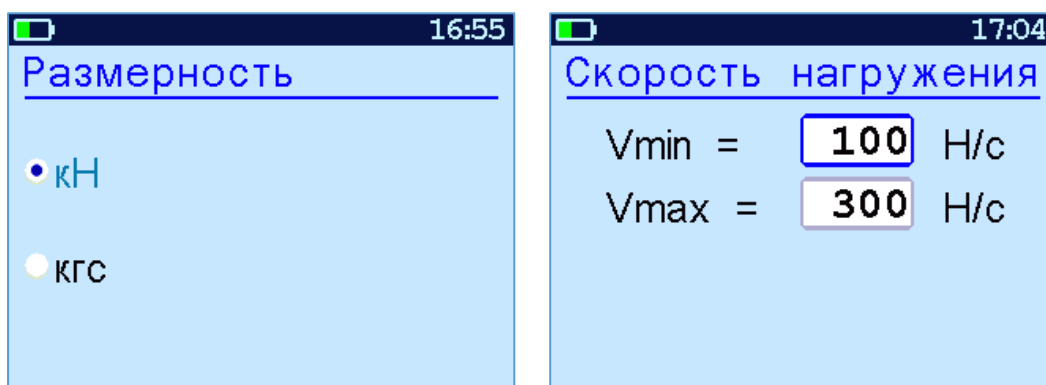 16:55
Размерность
кН
кгс
17:04
Скорость нагружения
Vmin = 100 Н/с
Vmax = 300 Н/с